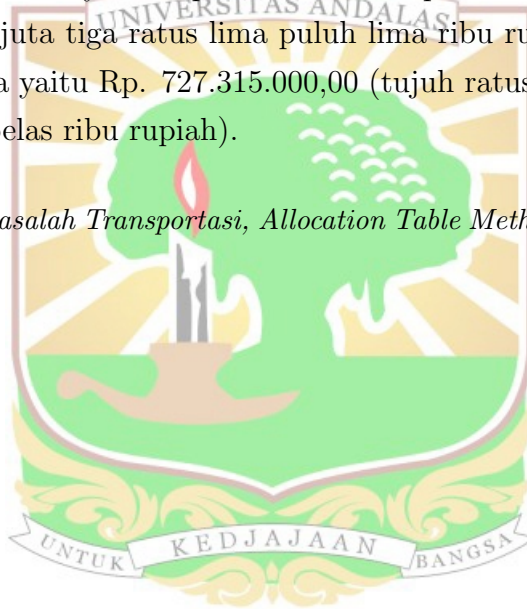 UNIVERSITAS ANDALAS
juta tiga ratus lima puluh lima ribu ru
a yaitu Rp. 727.315.000,00 (tujuh ratus
belas ribu rupiah).
asalah Transportasi, Allocation Table Meth
UNTUK KEDJAJAAN BANGSA